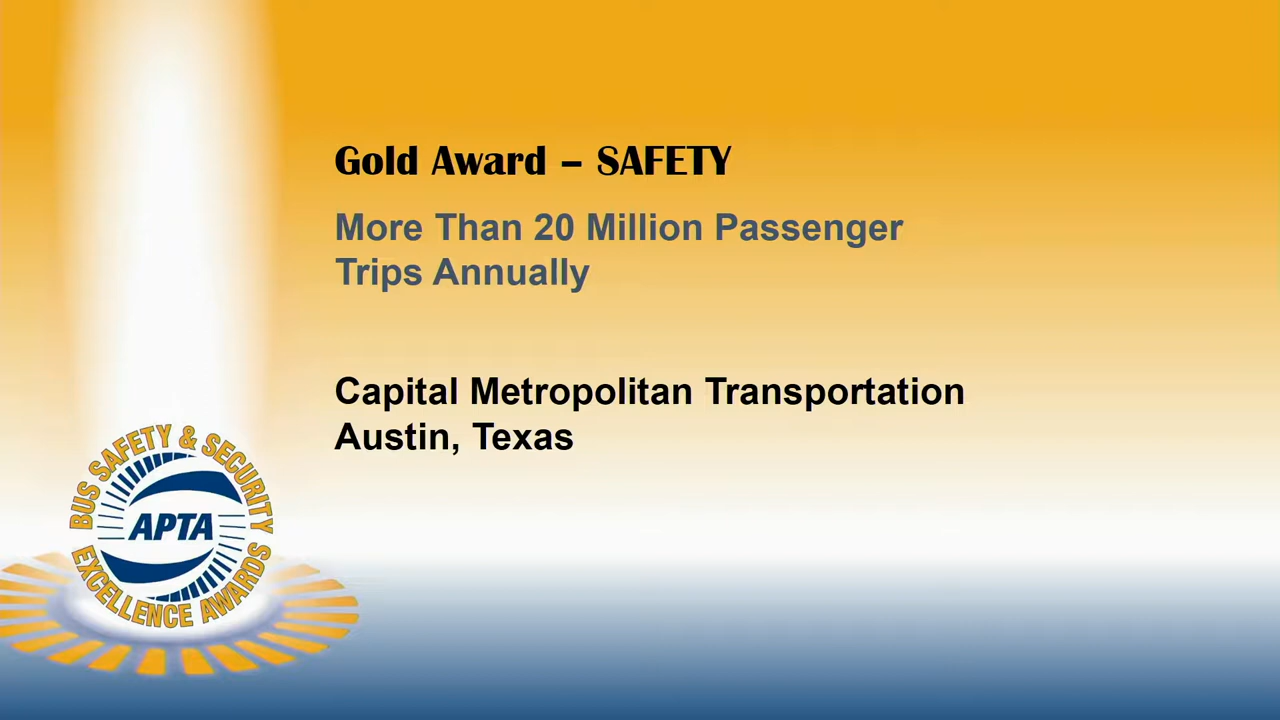 Gold Award – SAFETY
More Than 20 Million Passenger
Trips Annually
Capital Metropolitan Transportation
Austin, Texas
BUS SAFETY & SECURITY
APTA
EXCELLENCE AWARDS